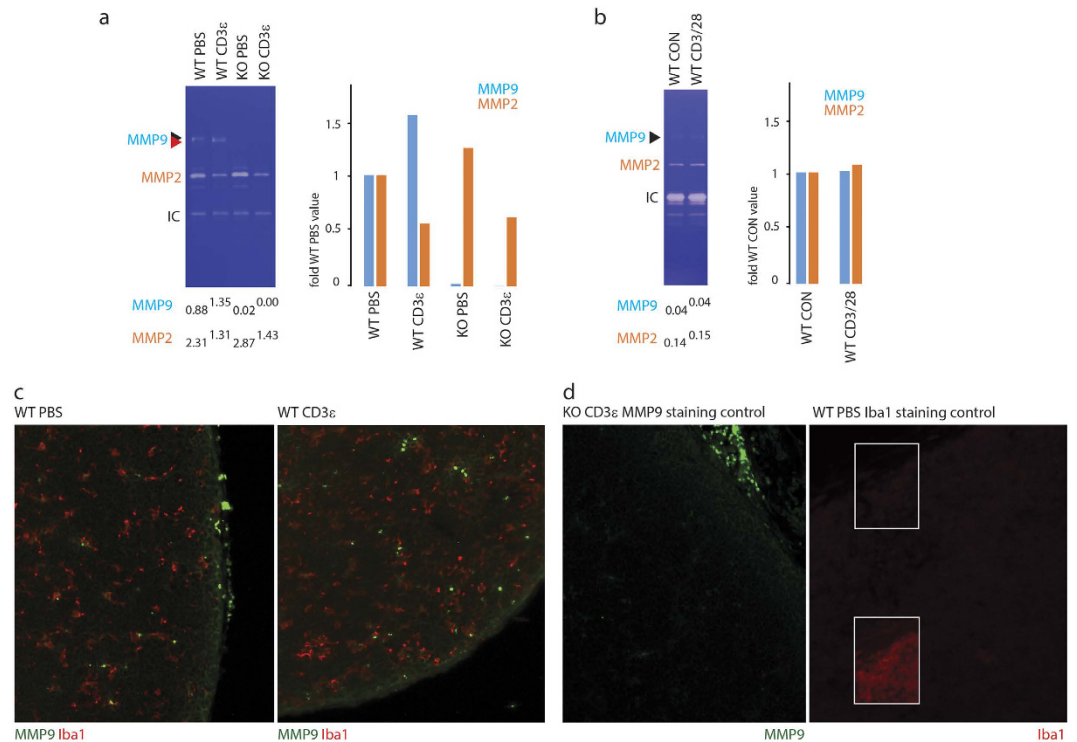 a
WT PBS
WT CD3ε
KO PBS
KO CD3ε
MMP9
MMP2
IC
MMP9 0.88 1.35 0.02 0.00
MMP2 2.31 1.31 2.87 1.43
MMP9
MMP2
fold WT PBS value
1.5
1
0.5
0
WT PBS
WT CD3ε
KO PBS
KO CD3ε
b
WT CON
WT CD3/28
MMP9
MMP2
IC
MMP9 0.04 0.04
MMP2 0.14 0.15
MMP9
MMP2
fold WT CON value
1.5
1
0.5
0
WT CON
WT CD3/28
c
WT PBS
WT CD3ε
MMP9 Iba1
MMP9 Iba1
d
KO CD3ε MMP9 staining control
WT PBS Iba1 staining control
MMP9
Iba1